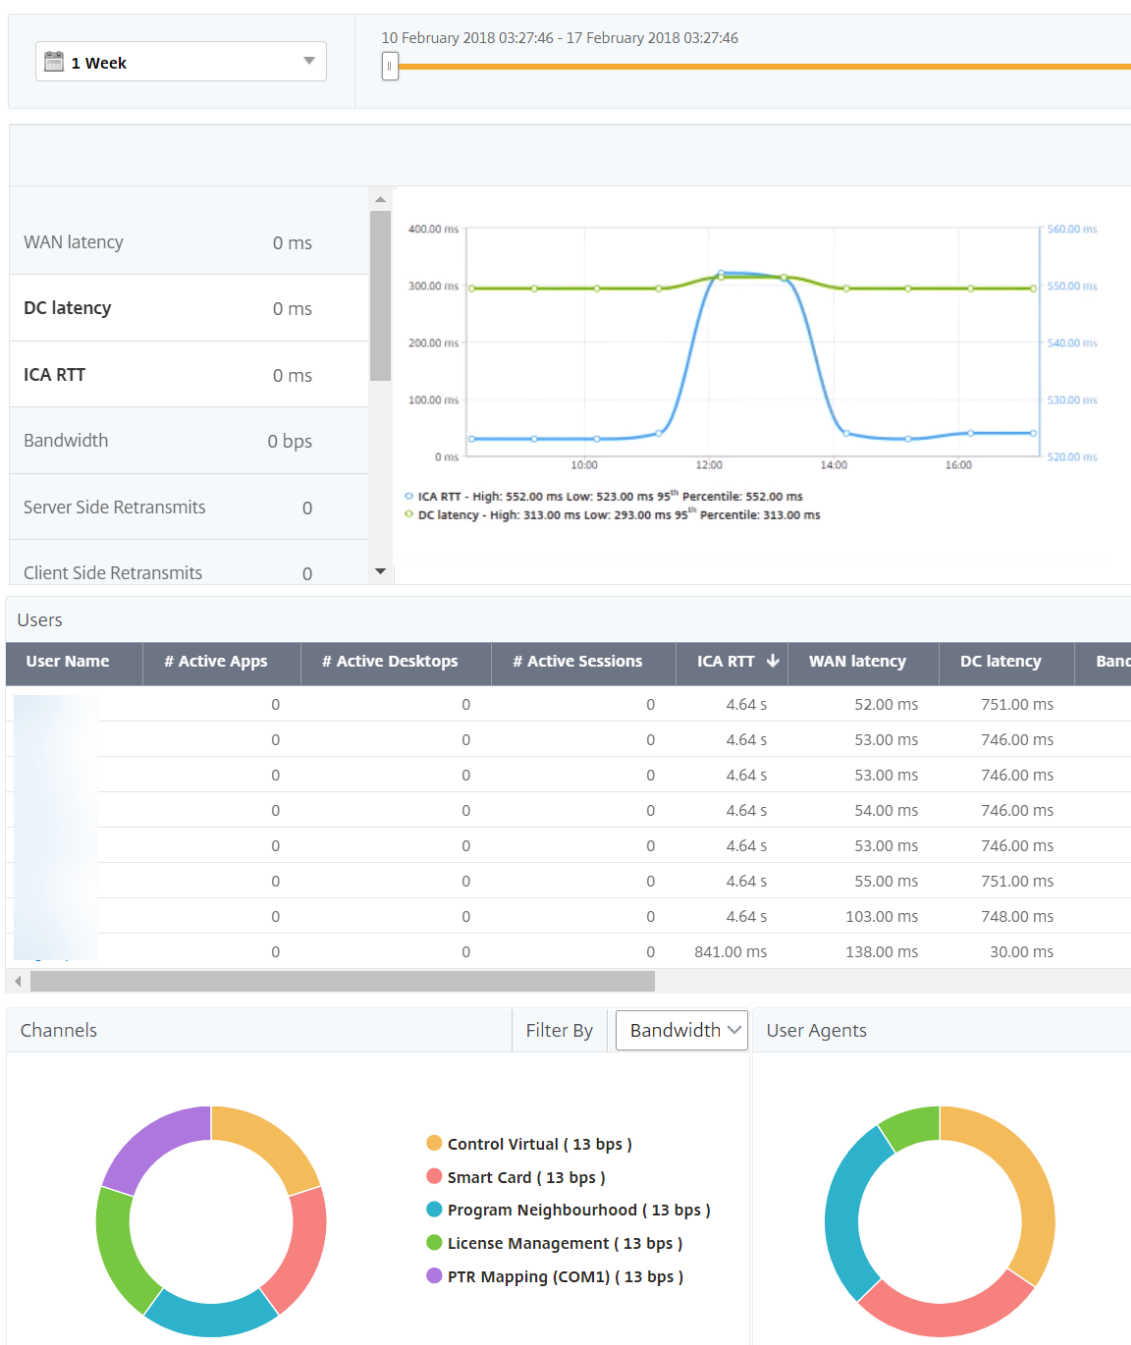 10 February 2018 03:27:46 - 17 February 2018 03:27:46
1 Week
WAN latency 0 ms
DC latency 0 ms
ICA RTT 0 ms
Bandwidth 0 bps
Server Side Retransmits 0
Client Side Retransmits 0
400.00 ms 560.00 ms
300.00 ms 550.00 ms
200.00 ms 540.00 ms
100.00 ms 530.00 ms
0 ms 520.00 ms
10:00 12:00 14:00 16:00
ICA RTT - High: 552.00 ms Low: 523.00 ms 95th Percentile: 552.00 ms
DC latency - High: 313.00 ms Low: 293.00 ms 95th Percentile: 313.00 ms
Users
User Name # Active Apps # Active Desktops # Active Sessions ICA RTT WAN latency DC latency
0 0 0 4.64 s 52.00 ms 751.00 ms
0 0 0 4.64 s 53.00 ms 746.00 ms
0 0 0 4.64 s 53.00 ms 746.00 ms
0 0 0 4.64 s 54.00 ms 746.00 ms
0 0 0 4.64 s 53.00 ms 746.00 ms
0 0 0 4.64 s 55.00 ms 751.00 ms
0 0 0 4.64 s 103.00 ms 748.00 ms
0 0 0 841.00 ms 138.00 ms 30.00 ms
Channels Filter By Bandwidth User Agents
Control Virtual ( 13 bps )
Smart Card ( 13 bps )
Program Neighbourhood ( 13 bps )
License Management ( 13 bps )
PTR Mapping (COM1) ( 13 bps )